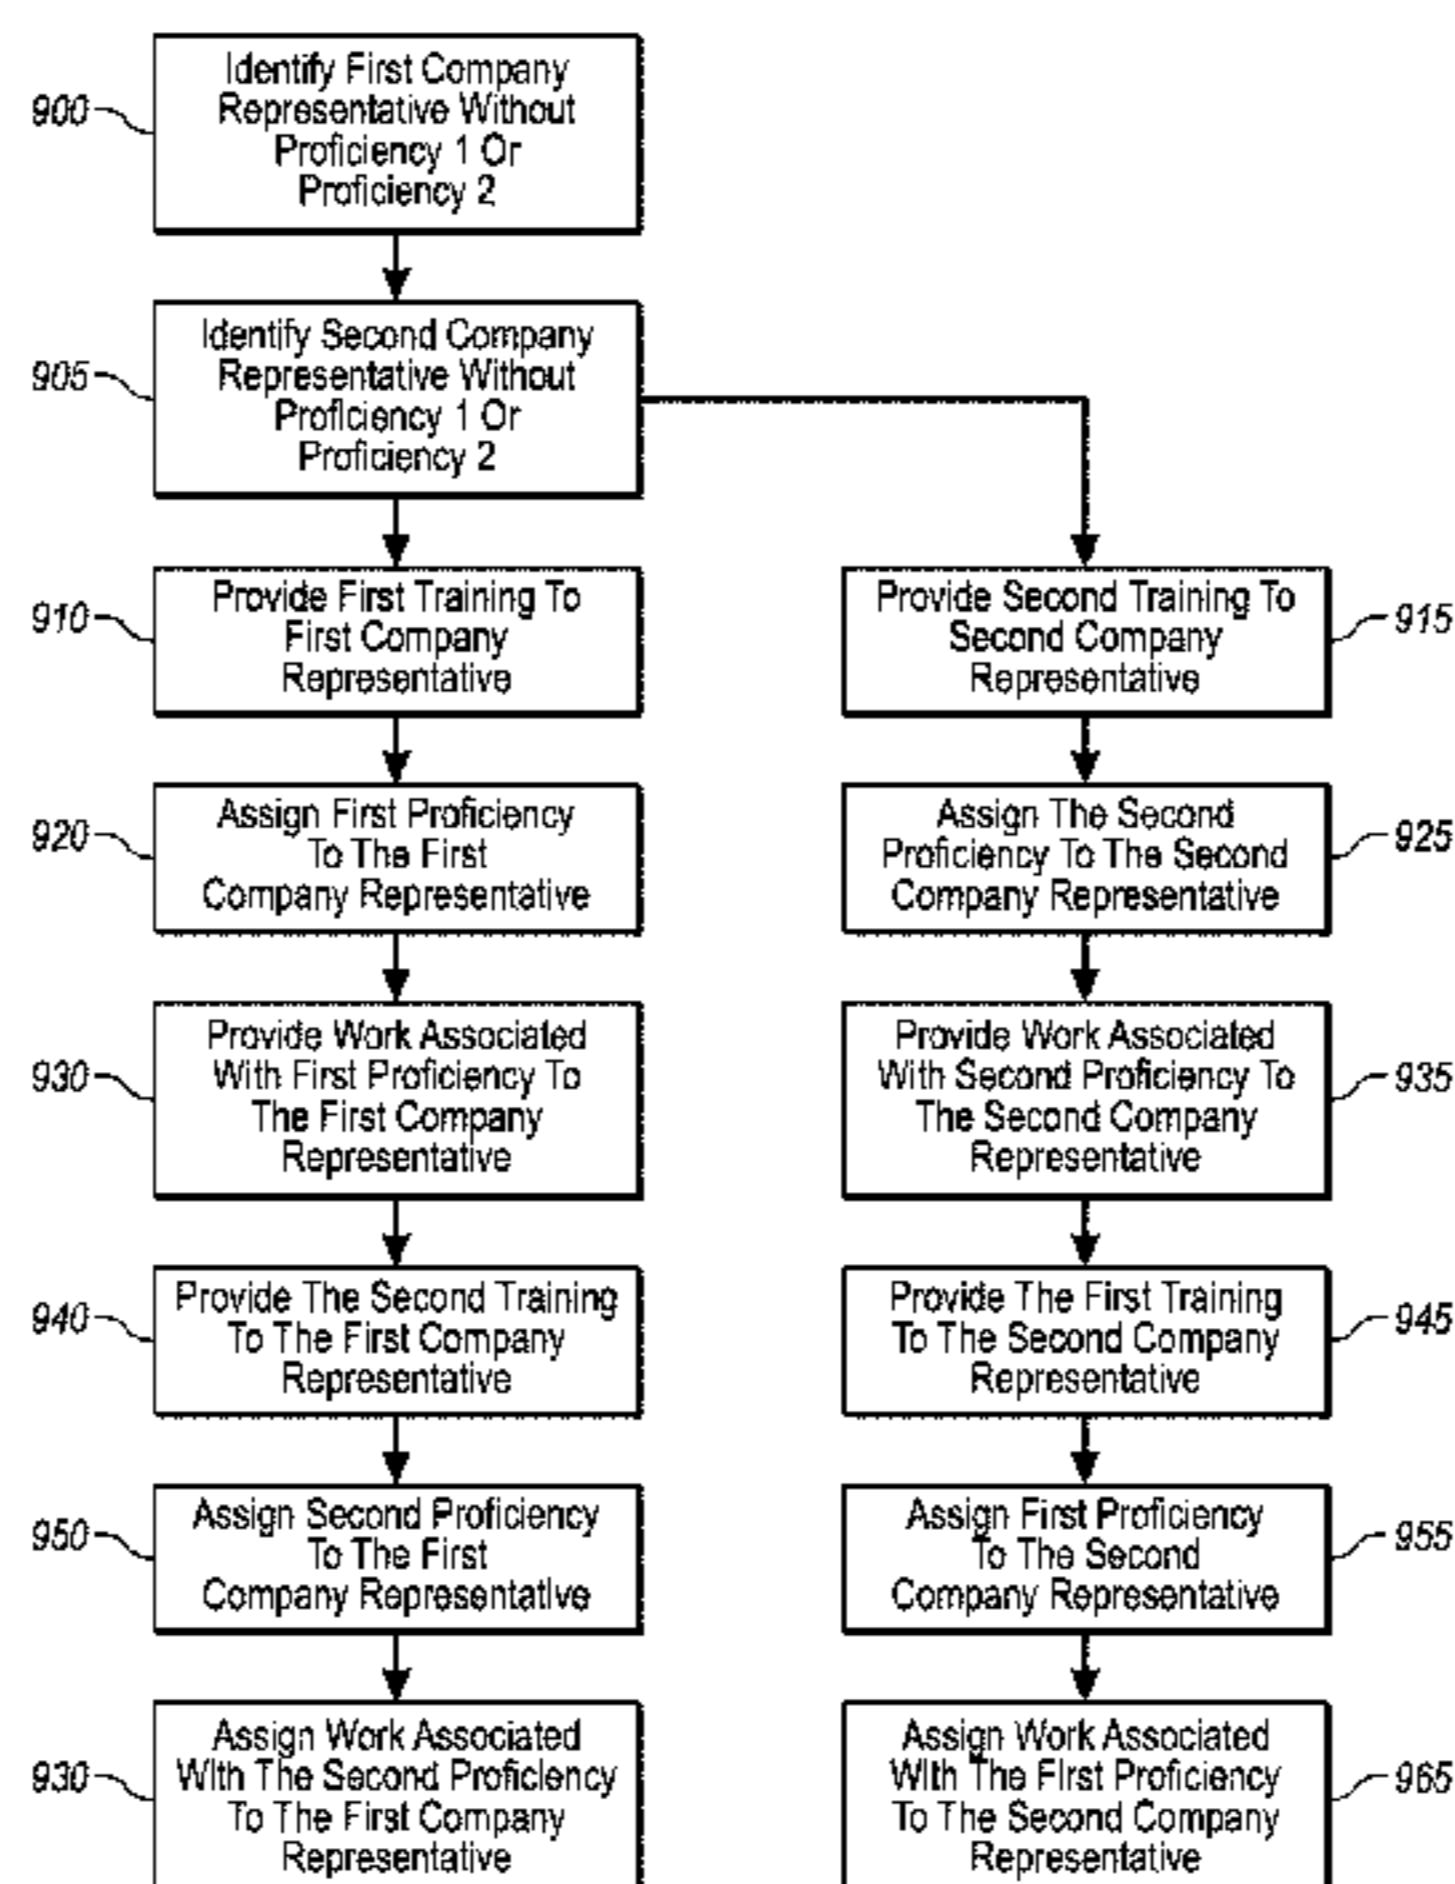 900
Identify First Company
Representative Without
Proficiency 1 Or
Proficiency 2
905
Identify Second Company
Representative Without
Proficiency 1 Or
Proficiency 2
910
Provide First Training To
First Company
Representative
Provide Second Training To
Second Company
Representative
915
920
Assign First Proficiency
To The First
Company Representative
Assign The Second
Proficiency To The Second
Company Representative
925
930
Provide Work Associated
With First Proficiency To
The First Company
Representative
Provide Work Associated
With Second Proficiency To
The Second Company
Representative
935
940
Provide The Second Training
To The First Company
Representative
Provide The First Training
To The Second Company
Representative
945
950
Assign Second Proficiency
To The First
Company Representative
Assign First Proficiency
To The Second
Company Representative
955
930
Assign Work Associated
With The Second Proficiency
To The First Company
Representative
Assign Work Associated
With The First Proficiency
To The Second Company
Representative
965